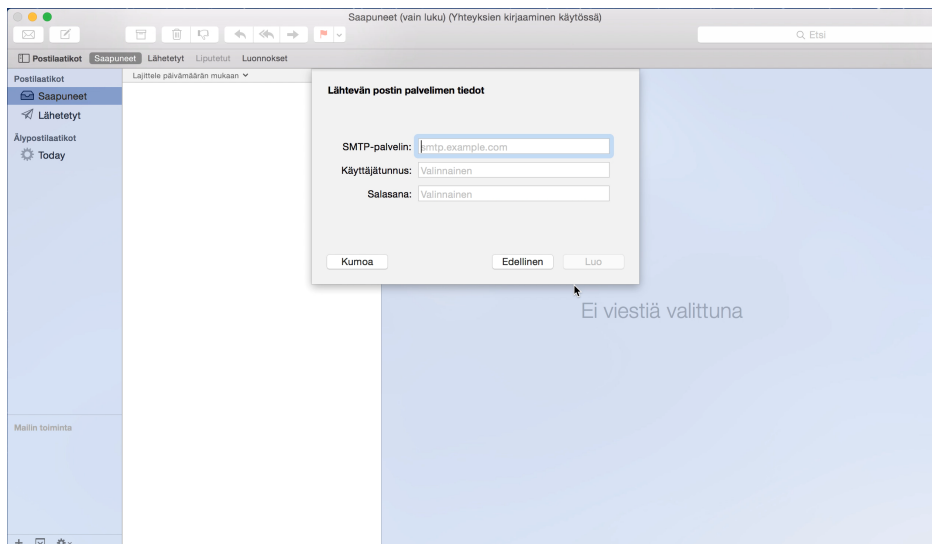 Saapuneet (vain luku) (Yhteyksien kirjaaminen käytössä)
Etsi
Postilaatikot Saapuneet Lähetetyt Liputetut Luonnokset
Postilaatikot
Saapuneet
Lähetetyt
Älypostilaatikot
Today
Mailin toiminta
Lajittele päivämäärän mukaan
Lähtevän postin palvelimen tiedot
SMTP-palvelin: smtp.example.com
Käyttäjätunnus: Valinnainen
Salasana: Valinnainen
Kumoa Edellinen Luo
Ei viestiä valittuna